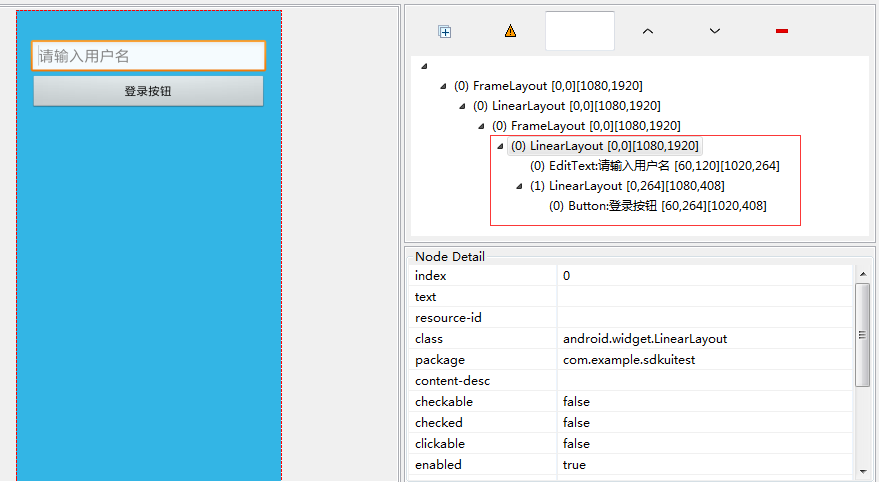 请输入用户名
登录按钮
(0) FrameLayout [0,0][1080,1920]
(0) LinearLayout [0,0][1080,1920]
(0) FrameLayout [0,0][1080,1920]
(0) LinearLayout [0,0][1080,1920]
(0) EditText:请输入用户名 [60,120][1020,264]
(1) LinearLayout [0,264][1080,408]
(0) Button:登录按钮 [60,264][1020,408]
Node Detail
index 0
text
resource-id
class android.widget.LinearLayout
package com.example.sdkuitest
content-desc
checkable false
checked false
clickable false
enabled true